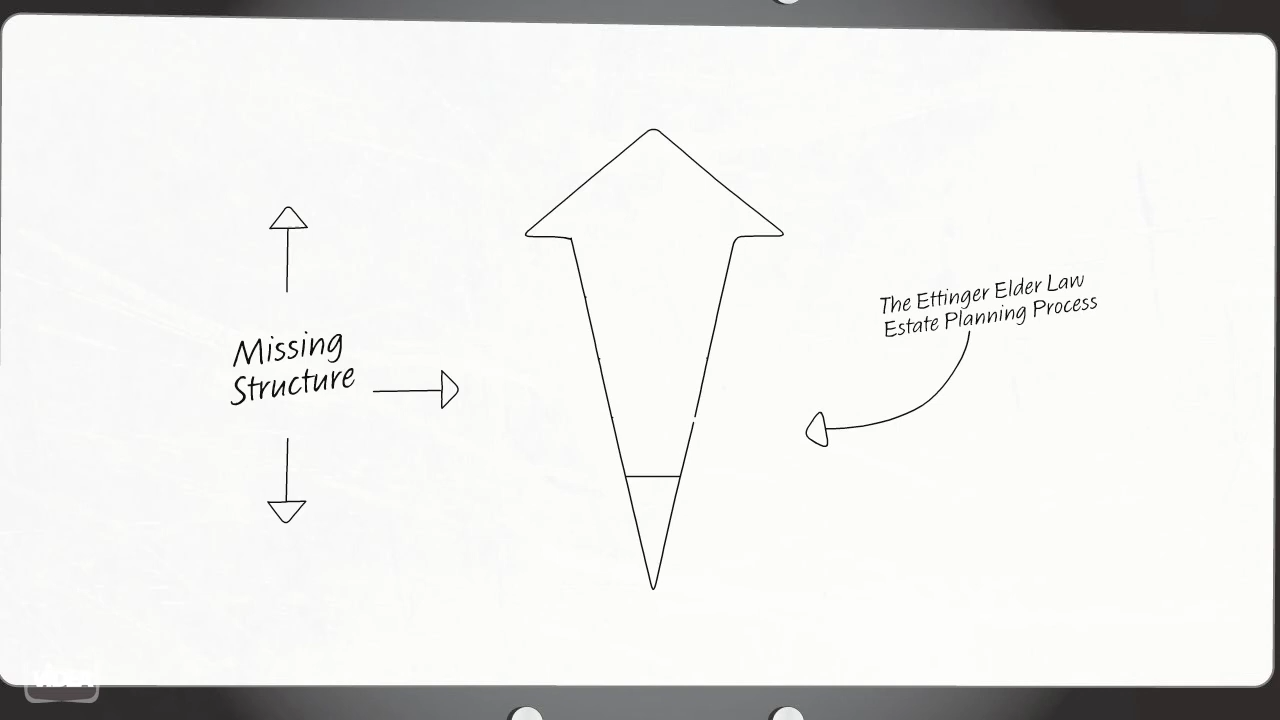 Missing
Structure
The Ettinger Elder Law
Estate Planning Process